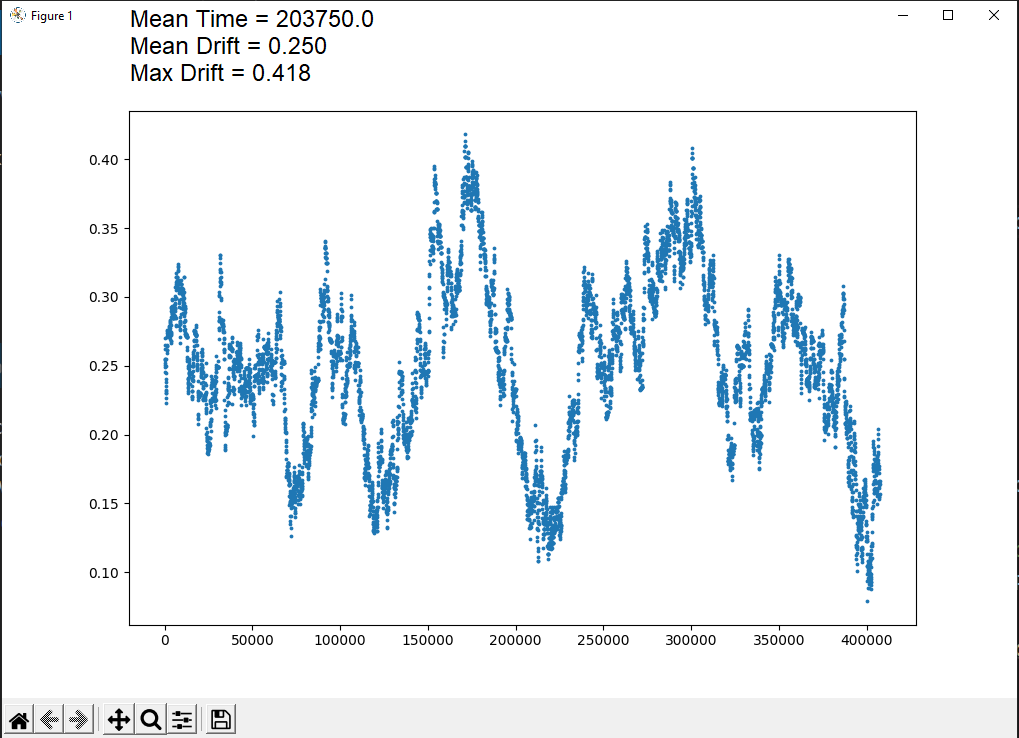 Figure 1
Mean Time = 203750.0
Mean Drift = 0.250
Max Drift = 0.418
0.40
0.35
0.30
0.25
0.20
0.15
0.10
0 50000 100000 150000 200000 250000 300000 350000 400000